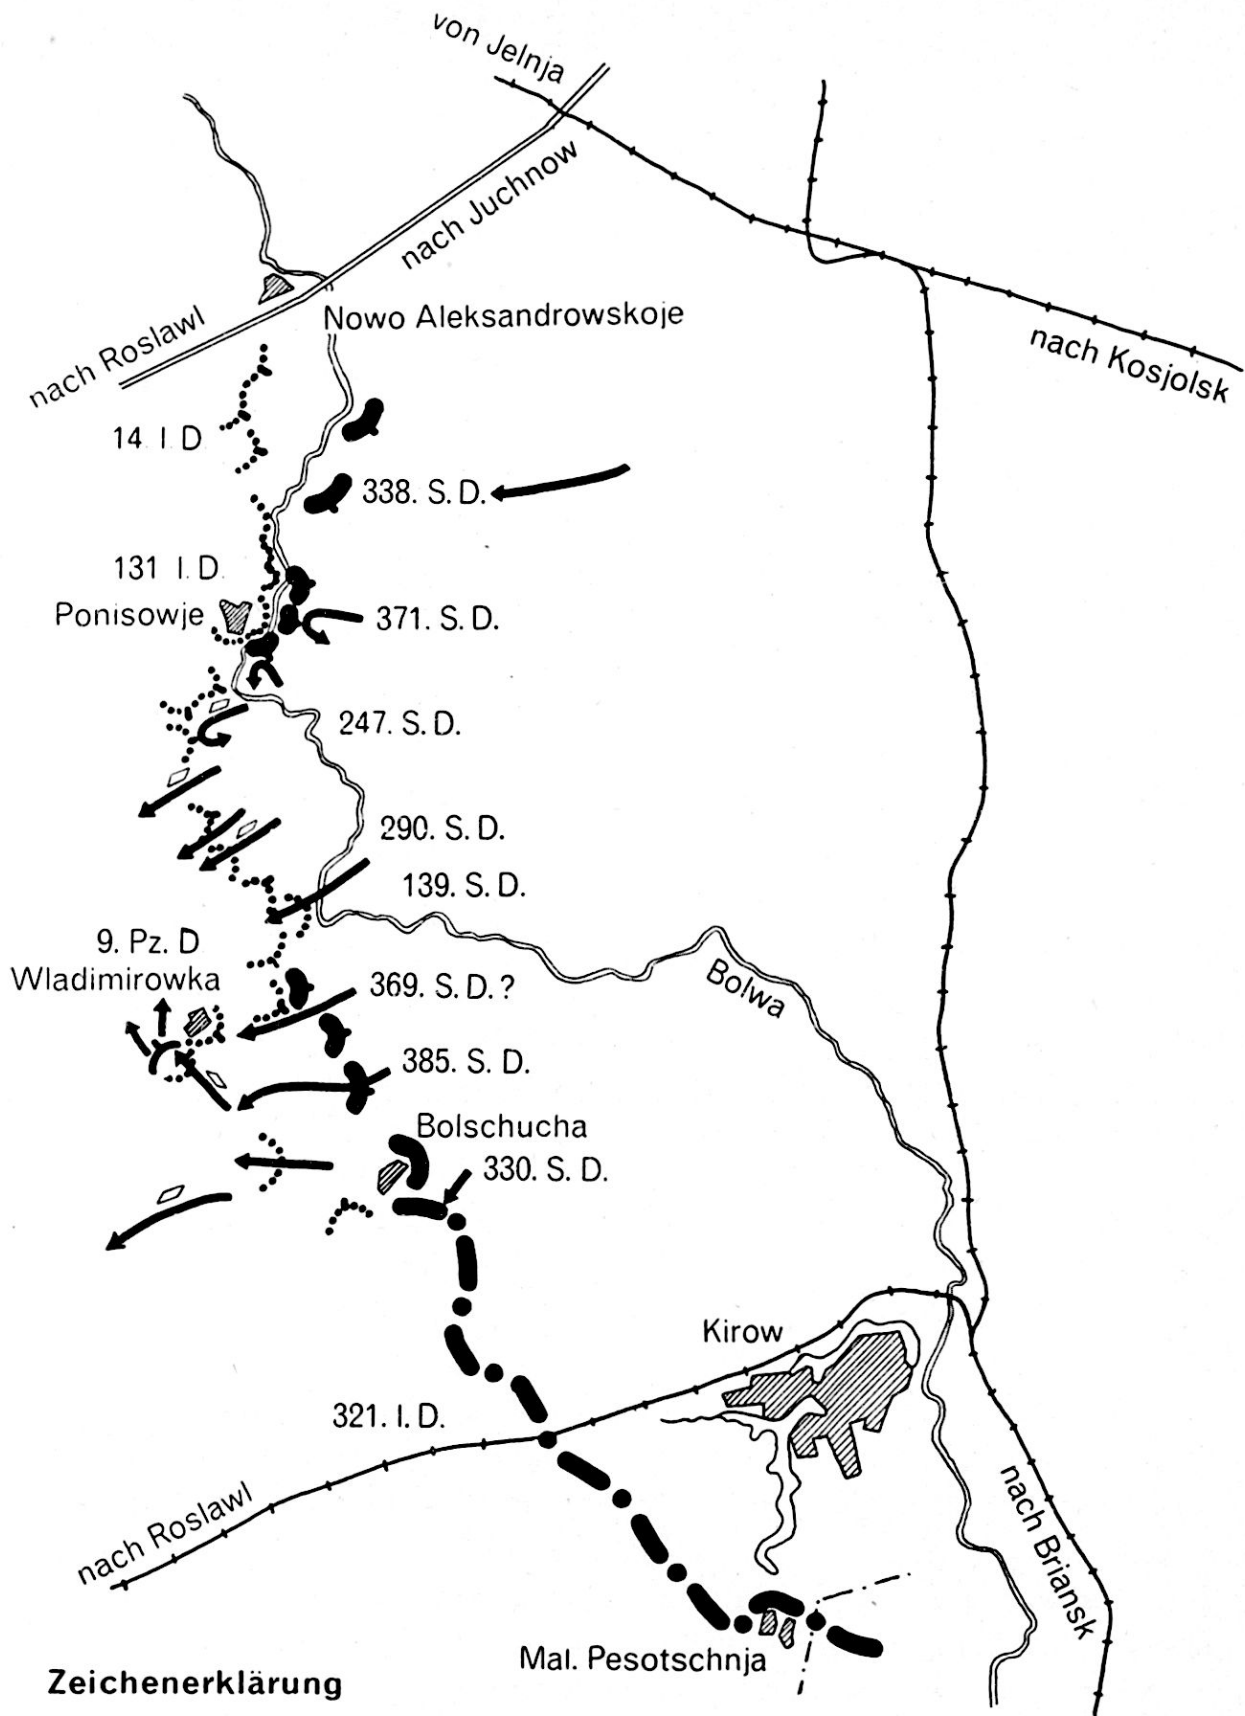 von Jelnja
nach Juchnow
nach Roslawl
Nowo Aleksandrowskoje
nach Kosjolsk
14. I. D
338. S. D.
131 I. D.
Ponisowje
371. S. D.
247. S. D.
290. S. D.
139. S. D.
9. Pz. D
Wladimirowka
369. S. D. ?
Bolwa
385. S. D.
Bolschucha
330. S. D.
Kirow
321. I. D.
nach Roslawl
nach Briansk
Mal. Pesotschnja
Zeichenerklärung